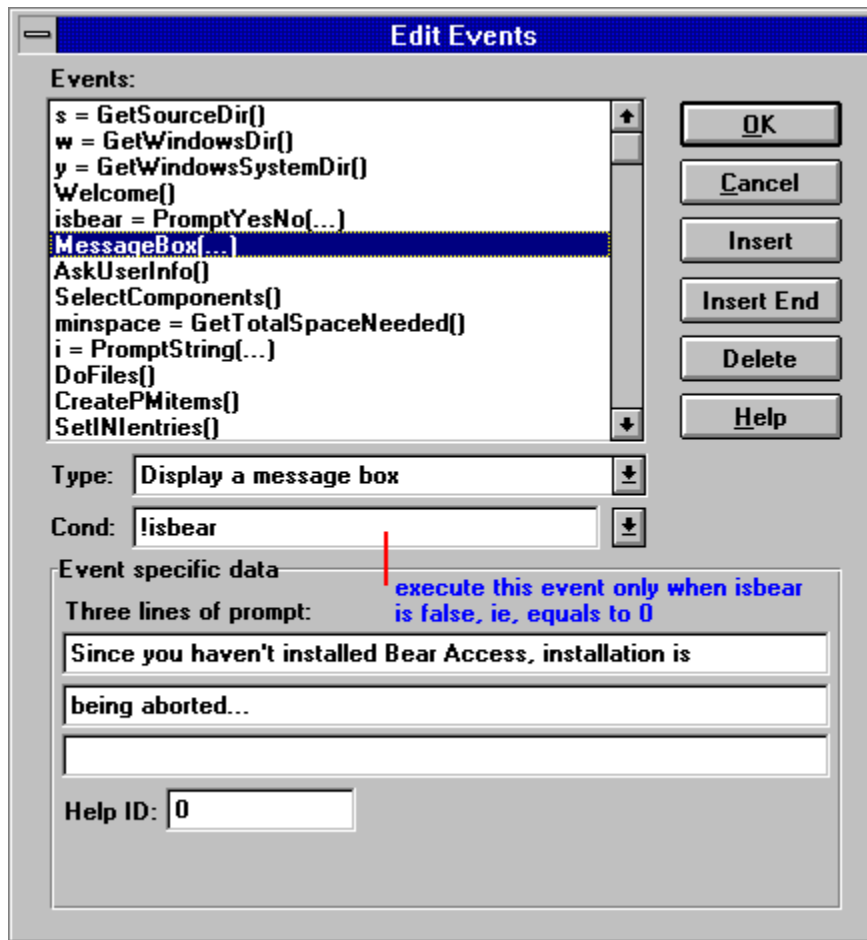 Edit Events
Events:
s = GetSourceDir()
w = GetWindowsDir()
y = GetWindowsSystemDir()
Welcome()
isbear = PromptYesNo(...)
MessageBox(...)
AskUserInfo()
SelectComponents()
minspace = GetTotalSpaceNeeded()
i = PromptString(...)
DoFiles()
CreatePMitems()
SetINIentries()
OK
Cancel
Insert
Insert End
Delete
Help
Type: Display a message box
Cond: !isbear
Event specific data
execute this event only when isbear
is false, ie, equals to 0
Three lines of prompt:
Since you haven't installed Bear Access, installation is
being aborted...
Help ID: 0